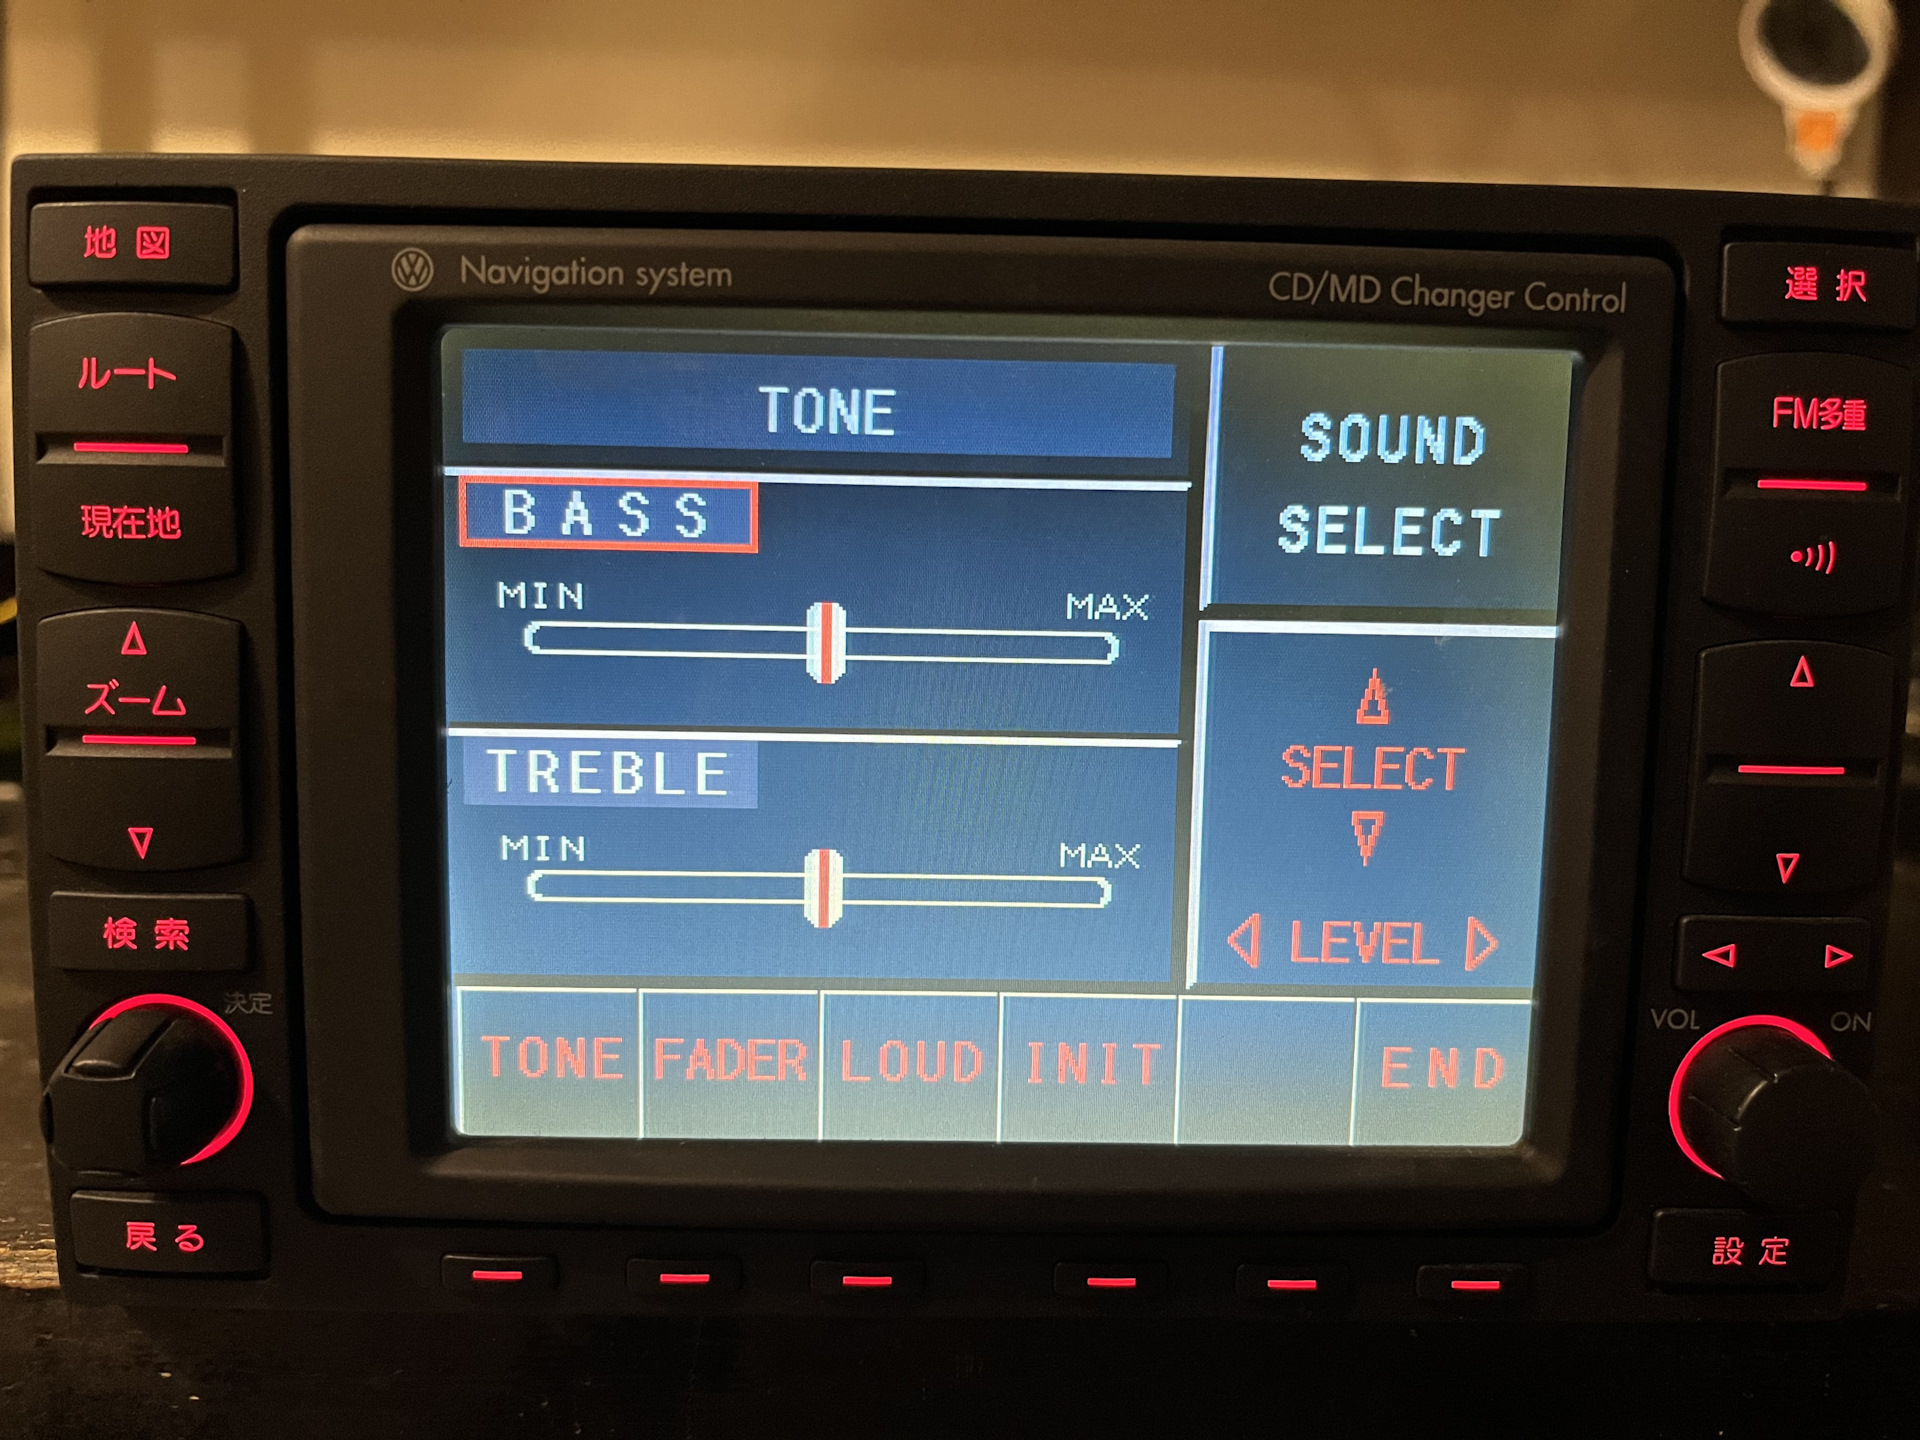 地図
Navigation system
CD/MD Changer Control
選択
ルート
現在地
ズーム
検索
決定
戻る
TONE
BASS
MIN
MAX
TREBLE
MIN
MAX
SOUND
SELECT
SELECT
LEVEL
TONE
FADER
LOUD
INIT
END
FM多重
VOL
ON
設定